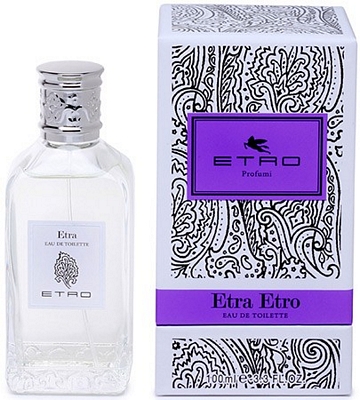 Etra
EAU DE TOILETTE
ETRO
ETRO
Profumi
Etra Etro
EAU DE TOILETTE
100ml e 3.3 FL.OZ.